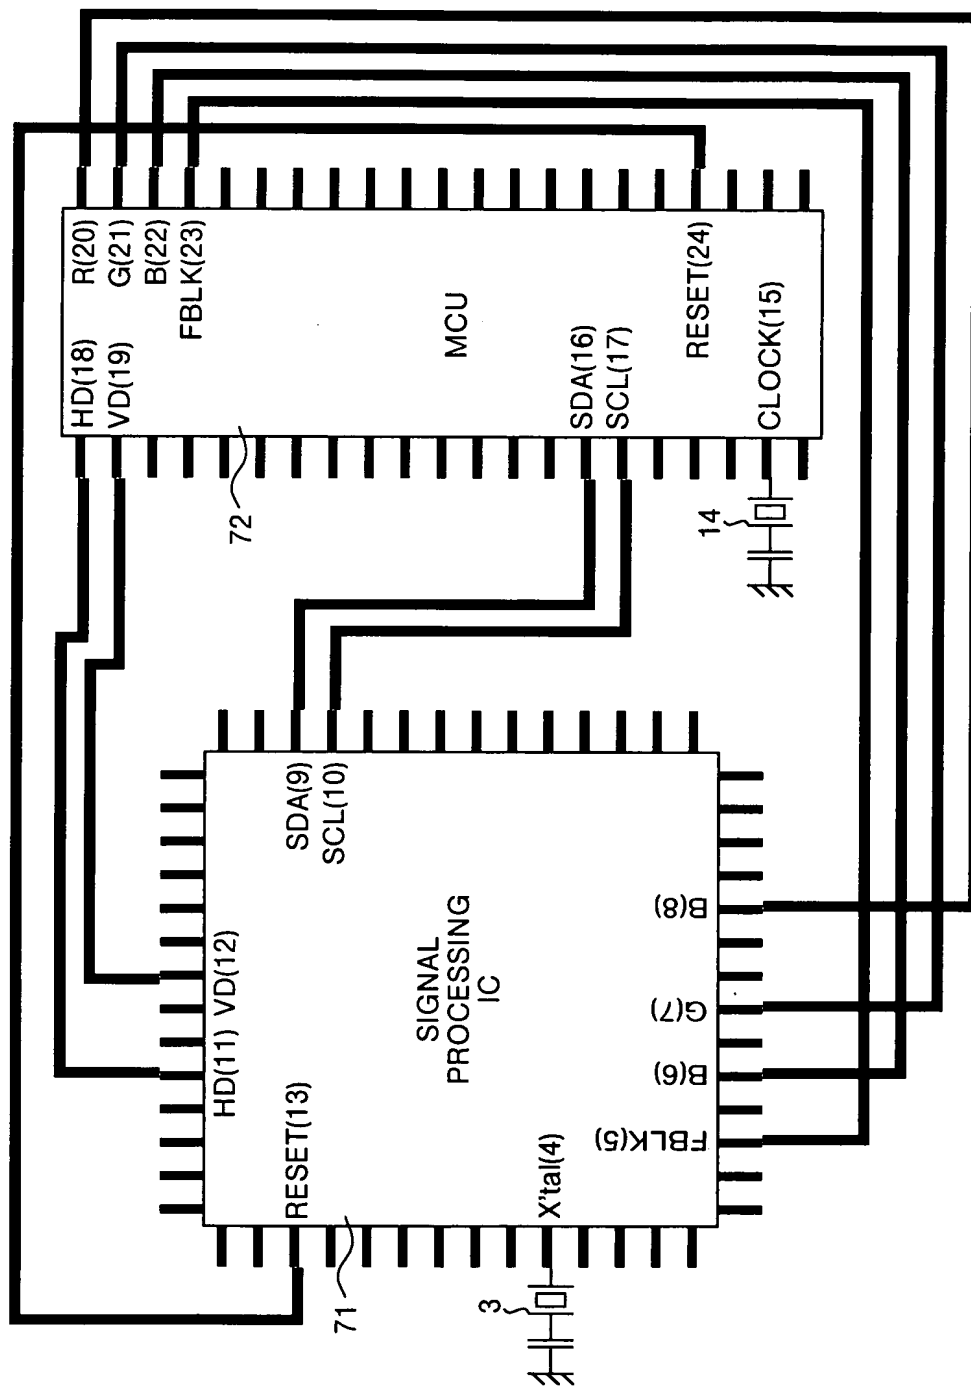 R(20)
G(21)
B(22)
FBLK(23)
RESET(24)
HD(18)
VD(19)
MCU
SDA(16)
SCL(17)
CLOCK(15)
72
14
SDA(9)
SCL(10)
HD(11)
VD(12)
SIGNAL
PROCESSING
IC
B(8)
G(7)
B(6)
FBLK(5)
RESET(13)
X'tal(4)
71
3